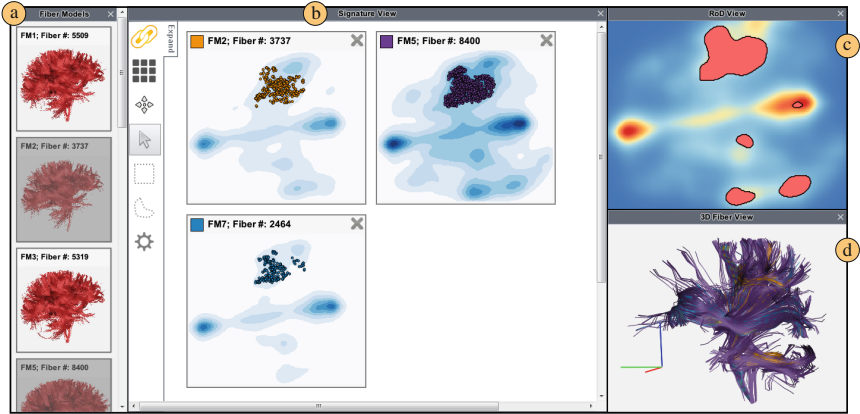 a
Fiber Models
b
Signature View
RoD View
FM1; Fiber #: 5509
Expand
FM2; Fiber #: 3737
FM5; Fiber #: 8400
c
FM2; Fiber #: 3737
3D Fiber View
FM7; Fiber #: 2464
d
FM3; Fiber #: 5319
FM5; Fiber #: 8400